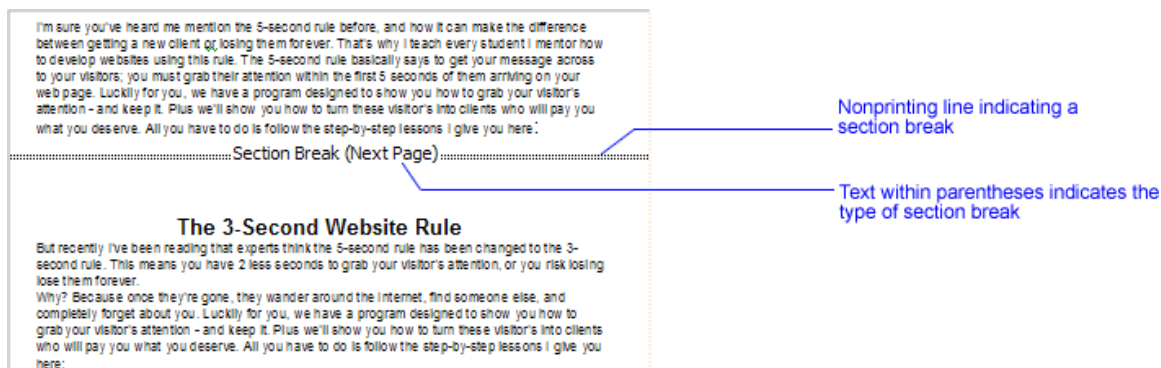 I'm sure you've heard me mention the 5-second rule before, and how it can make the difference
between getting a new client or losing them forever. That's why I teach every student I mentor how
to develop websites using this rule. The 5-second rule basically says to get your message across
to your visitors; you must grab their attention within the first 5 seconds of them arriving on your
web page. Luckily for you, we have a program designed to show you how to grab your visitor's
attention - and keep it. Plus we'll show you how to turn these visitor's into clients who will pay you
what you deserve. All you have to do is follow the step-by-step lessons I give you here:
Nonprinting line indicating a
section break
Section Break (Next Page)
Text within parentheses indicates the
type of section break
The 3-Second Website Rule
But recently I've been reading that experts think the 5-second rule has been changed to the 3-
second rule. This means you have 2 less seconds to grab your visitor's attention, or you risk losing
lose them forever.
Why? Because once they're gone, they wander around the internet, find someone else, and
completely forget about you. Luckily for you, we have a program designed to show you how to
grab your visitor's attention - and keep it. Plus we'll show you how to turn these visitor's into clients
who will pay you what you deserve. All you have to do is follow the step-by-step lessons I give you
here: